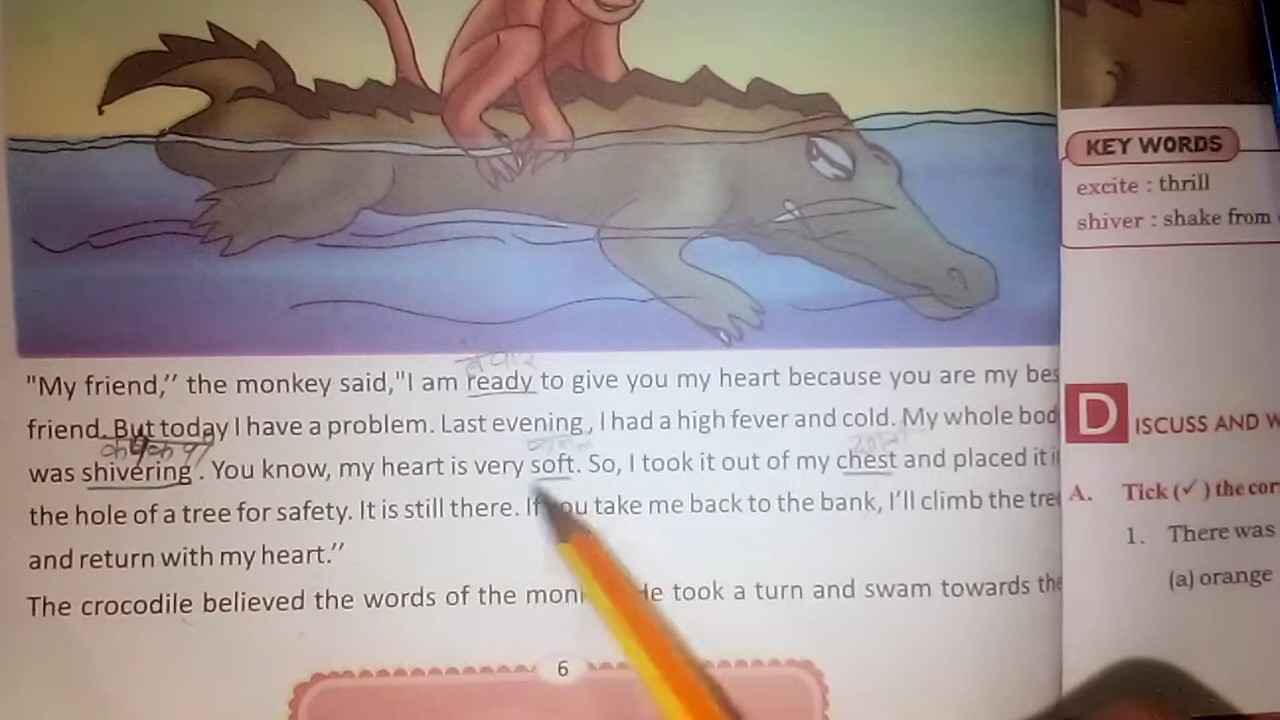 "My friend,’’ the monkey said,"I am ready to give you my heart because you are my bes
friend. But today I have a problem. Last evening, I had a high fever and cold. My whole bod
was shivering. You know, my heart is very soft. So, I took it out of my chest and placed it i
the hole of a tree for safety. It is still there. If you take me back to the bank, I’ll climb the tre
and return with my heart.’’
The crocodile believed the words of the mon He took a turn and swam towards the
6
KEY WORDS
excite : thrill
shiver : shake from
DISCUSS AND W
A. Tick (✓) the cor
1. There was
(a) orange